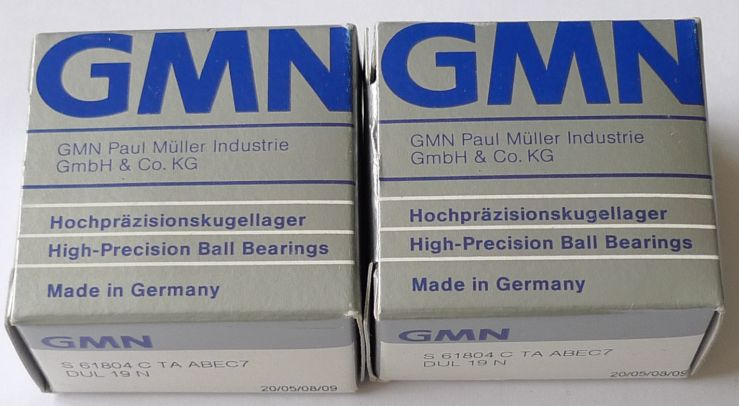 GMN
GMN Paul Müller Industrie
GmbH & Co. KG
Hochpräzisionskugellager
High-Precision Ball Bearings
Made in Germany
GMN
S 61804 C TA ABEC7
DUL 19 N
20/05/08/09
GMN
GMN Paul Müller Industrie
GmbH & Co. KG
Hochpräzisionskugellager
High-Precision Ball Bearings
Made in Germany
GMN
S 61804 C TA ABEC7
DUL 19 N
20/05/08/09